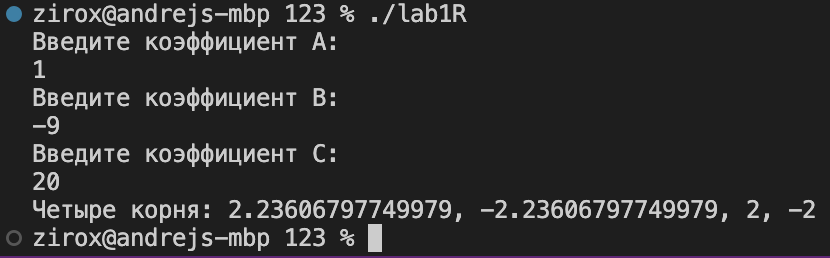 zirox@andrejs-mbp 123 % ./lab1R
Введите коэффициент A:
1
Введите коэффициент B:
-9
Введите коэффициент C:
20
Четыре корня: 2.23606797749979, -2.23606797749979, 2, -2
zirox@andrejs-mbp 123 %